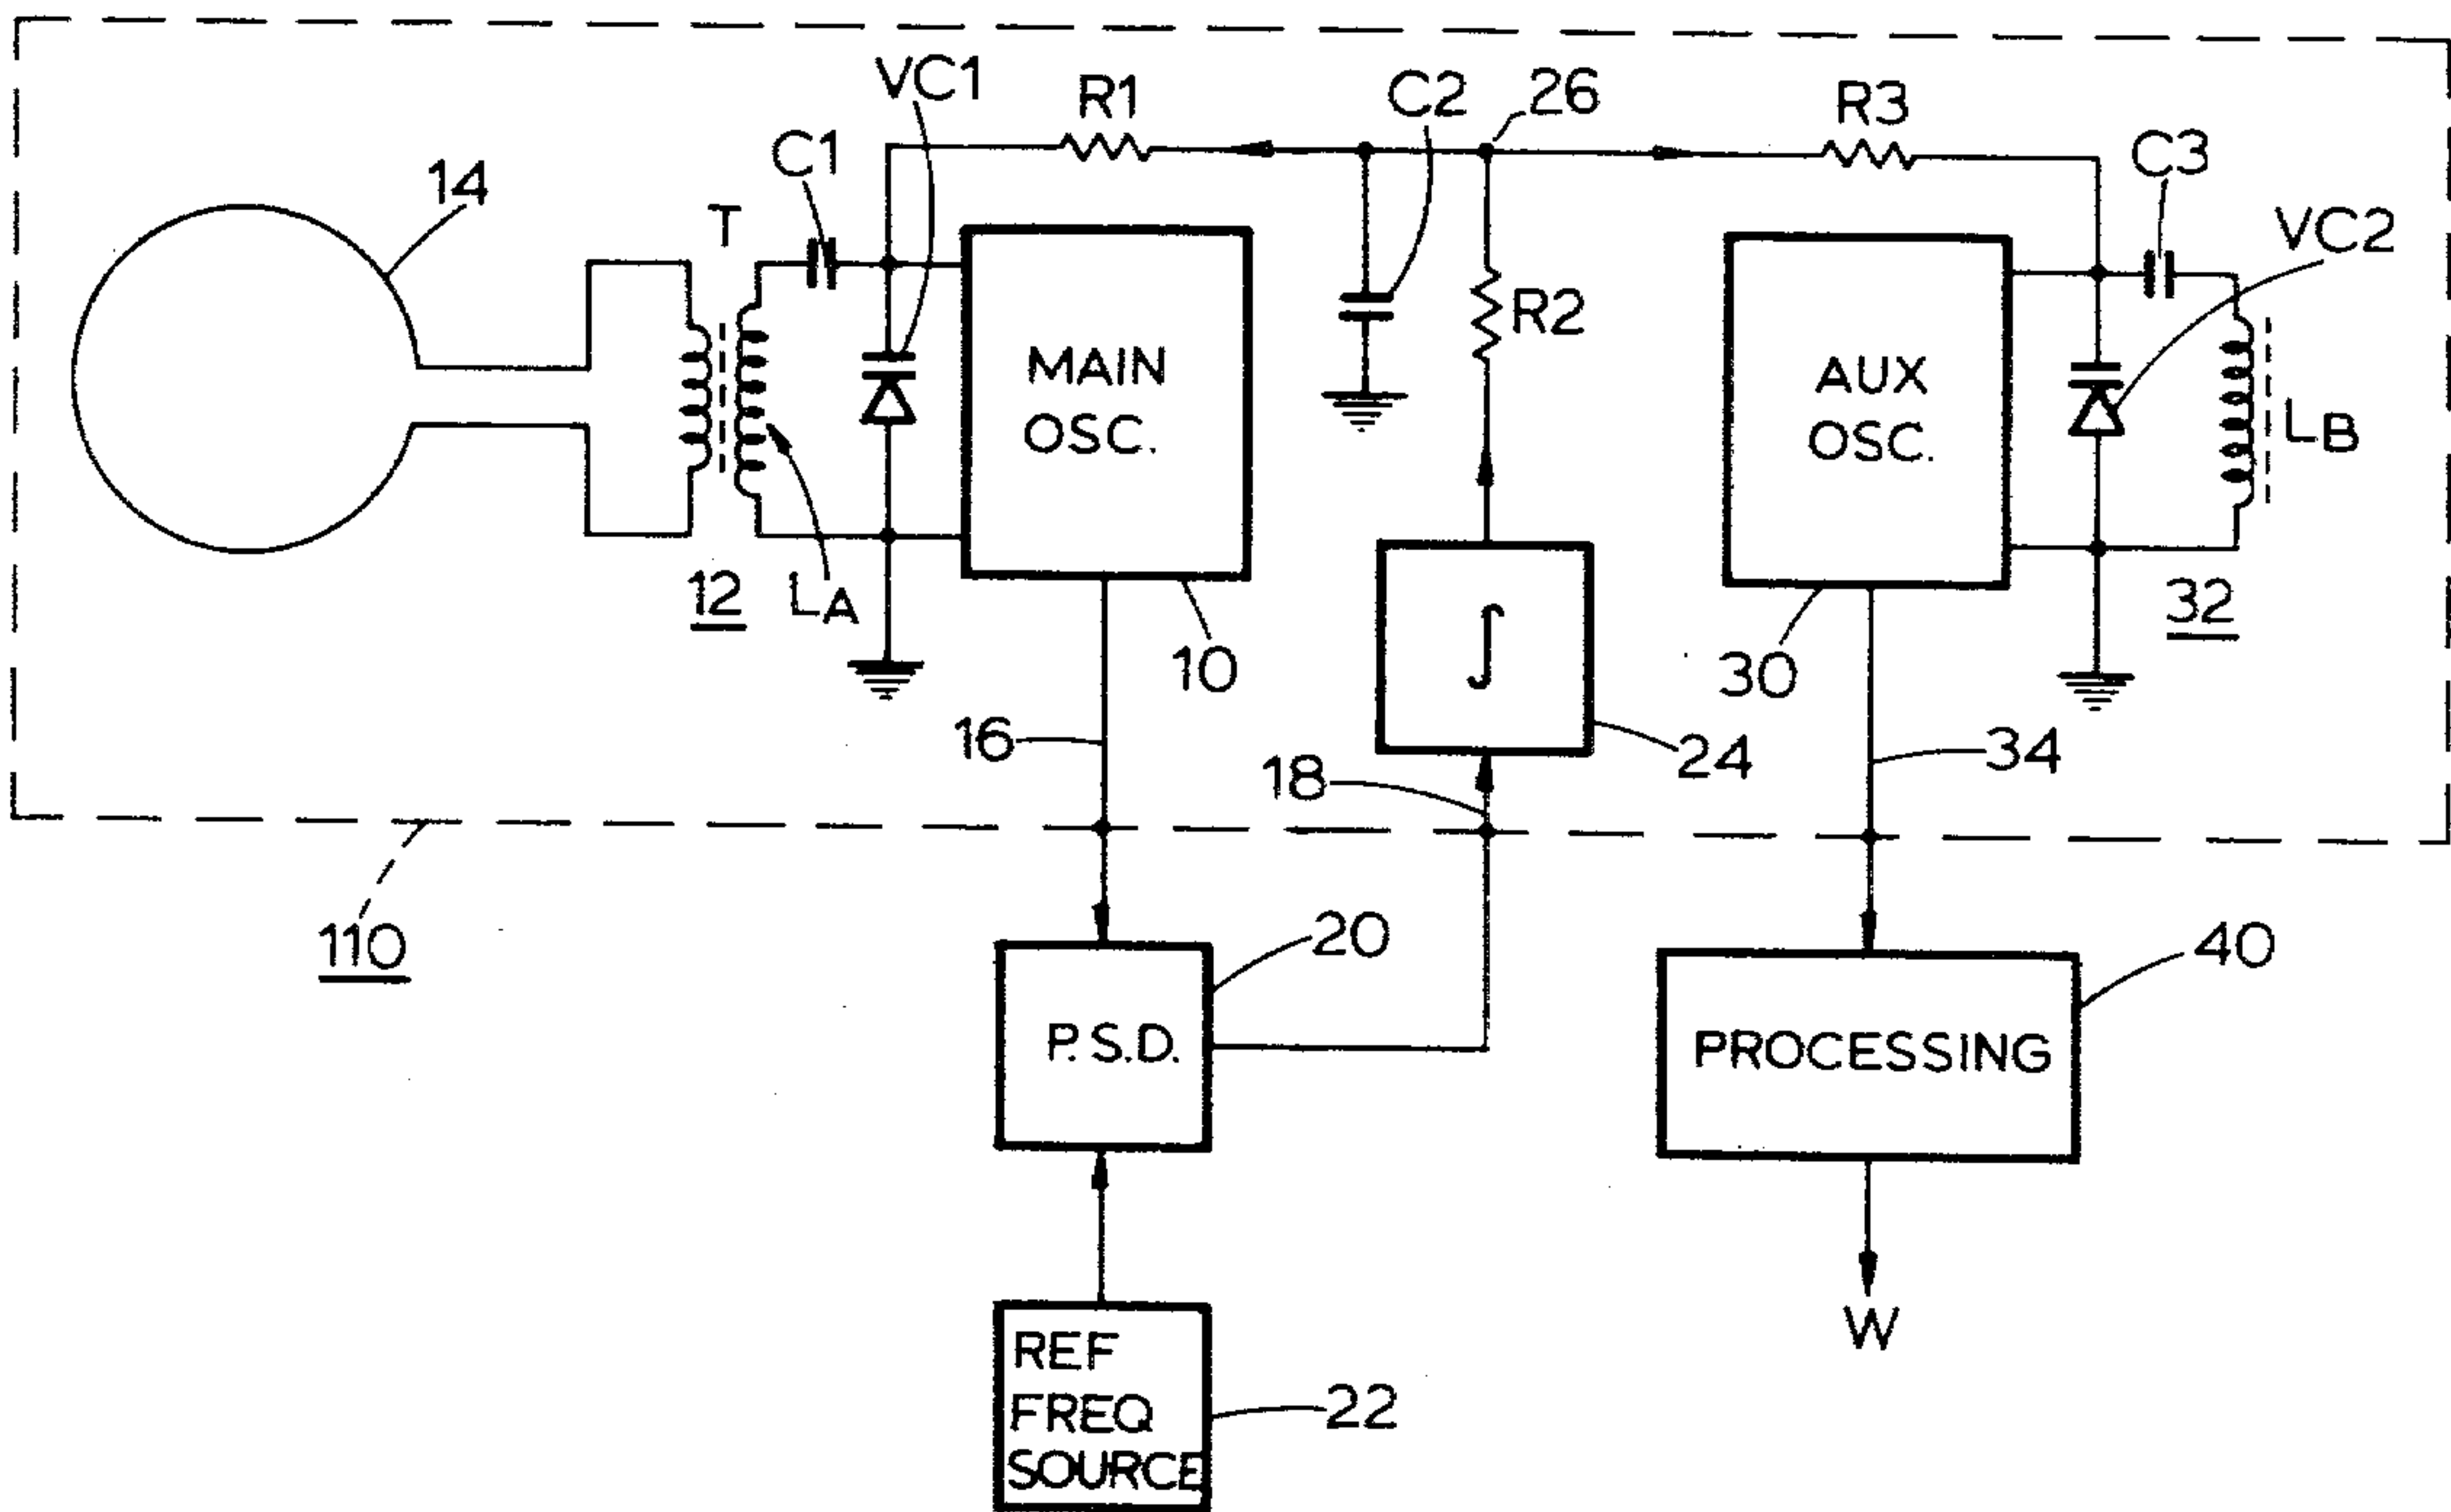 VC1
R1
C2
26
R3
C1
C3
14
T
VC2
R2
MAIN
OSC.
AUX
OSC.
LB
12
LA
32
10
30
∫
16
18
24
34
110
20
40
P.S.D.
PROCESSING
REF
FREQ
SOURCE
22
W